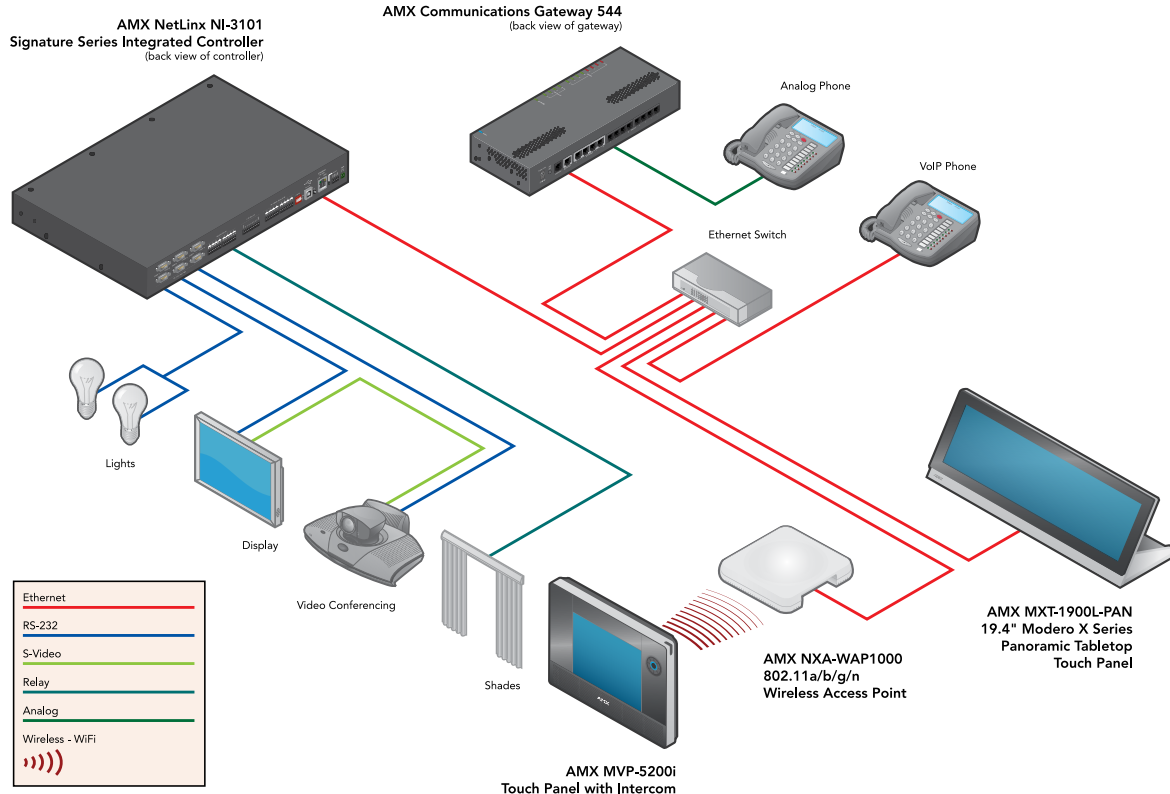 AMX NetLinx NI-3101
Signature Series Integrated Controller
(back view of controller)
AMX Communications Gateway 544
(back view of gateway)
Analog Phone
VoIP Phone
Ethernet Switch
Lights
Display
Video Conferencing
Shades
AMX MVP-5200i
Touch Panel with Intercom
AMX NXA-WAP1000
802.11a/b/g/n
Wireless Access Point
AMX MXT-1900L-PAN
19.4" Modero X Series
Panoramic Tabletop
Touch Panel
Ethernet
RS-232
S-Video
Relay
Analog
Wireless - WiFi